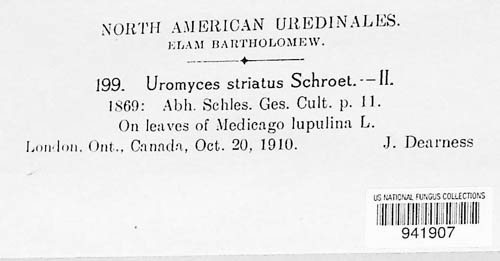 NORTH AMERICAN UREDINALES.
ELAM BARTHOLOMEW.
199. Uromyces striatus Schroet.--II.
1869: Abh. Schles. Ges. Cult. p. 11.
On leaves of Medicago lupulina L.
London, Ont., Canada, Oct. 20, 1910. J. Dearness
US NATIONAL FUNGUS COLLECTIONS
941907